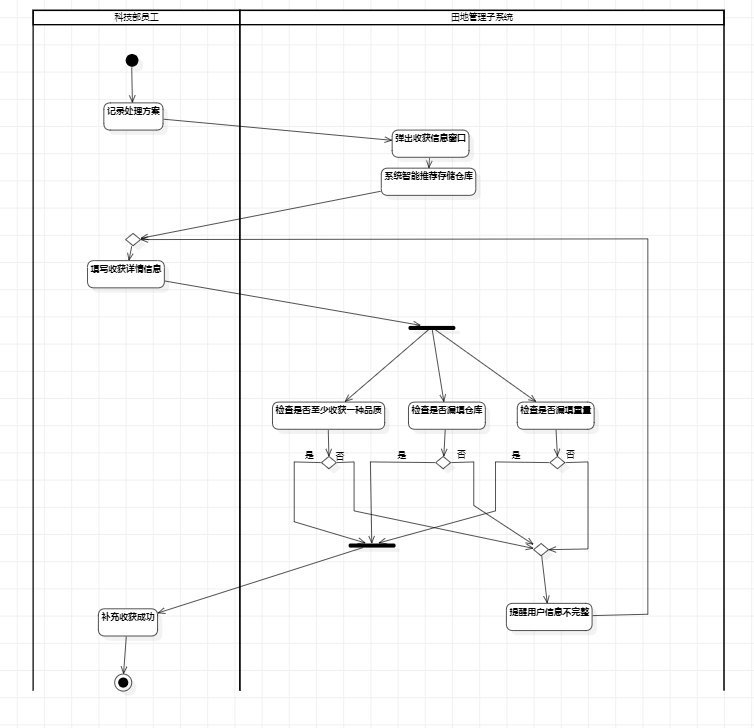 科技部员工
田地管理子系统
记录处理方案
弹出收获信息窗口
系统智能推荐存储仓库
填写收获详情信息
检查是否至少收获一种品质
检查是否漏填仓库
检查是否漏填重量
是
否
是
否
是
否
补充收获成功
提醒用户信息不完整